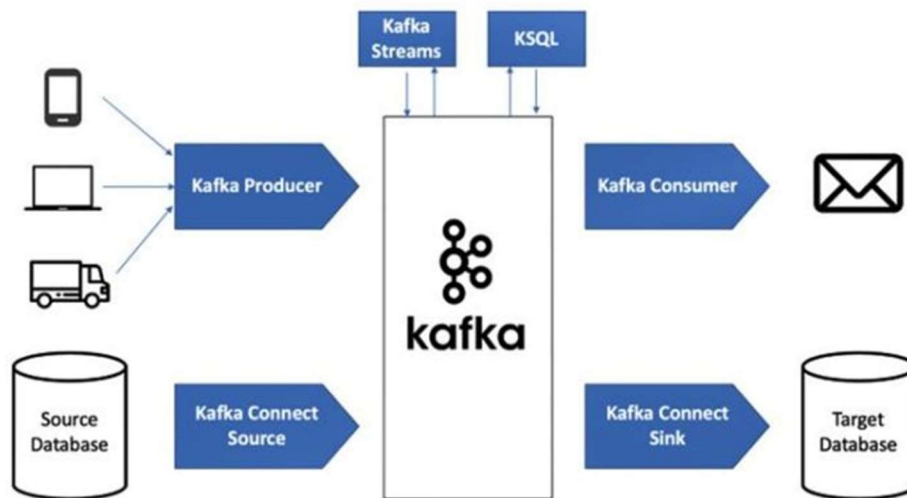 Kafka
Streams
KSQL
Kafka Producer
Kafka Consumer
kafka
Source
Database
Kafka Connect
Source
Kafka Connect
Sink
Target
Database